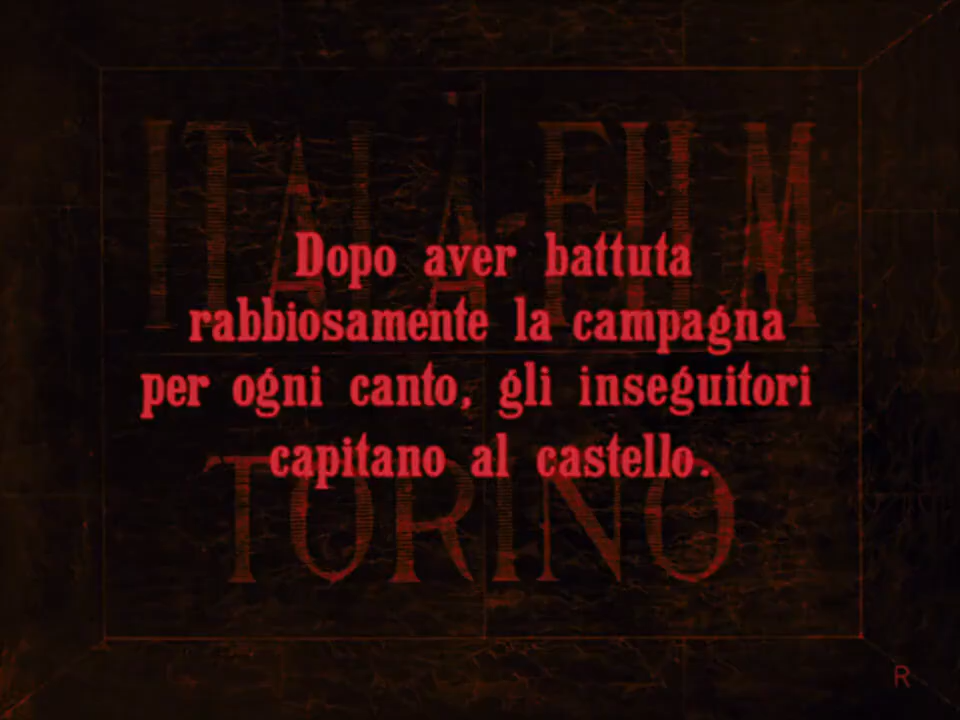 ITALA-FILM
Dopo aver battuta
rabbiosamente la campagna
per ogni canto, gli inseguitori
capitano al castello.
TORINO
R